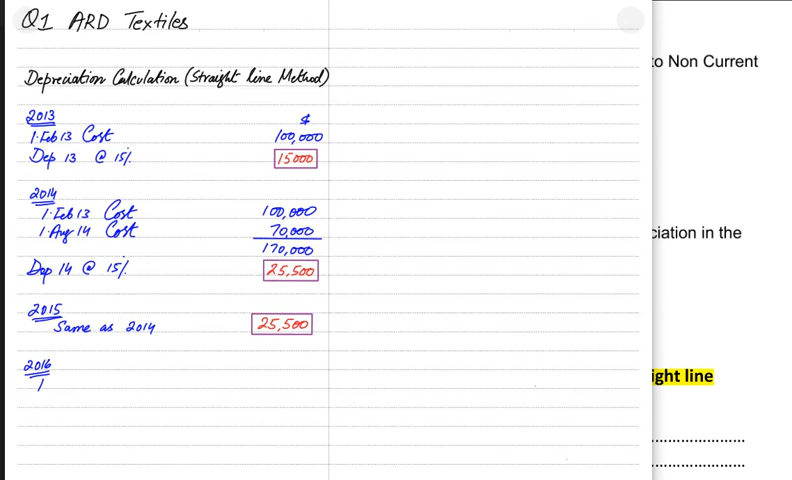 Q1 ARD Textiles
to Non Current
Depreciation Calculation (Straight line Method)
2013
$
1·Feb 13 Cost 100,000
Dep 13 @ 15% 15000
2014
1·Feb 13 Cost 100,000
1·Aug 14 Cost 70,000
ciation in the
170,000
Dep 14 @ 15% 25,500
2015
Same as 2014 25,500
2016
ight line
1
........................
........................